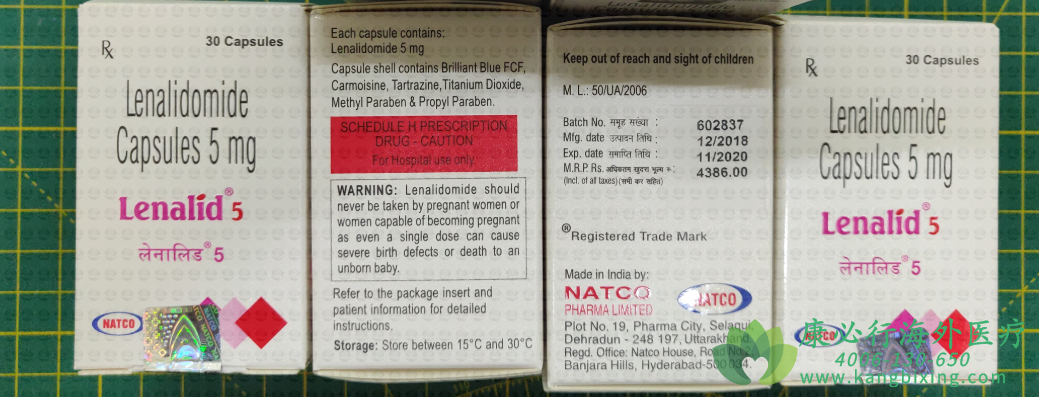 Rx
30 Capsules
Lenalidomide
Capsules 5 mg
Lenalid® 5
लेनालिड® 5
NATCO
Each capsule contains:
Lenalidomide 5 mg
Capsule shell contains Brilliant Blue FCF,
Carmoisine, Tartrazine,Titanium Dioxide,
Methyl Paraben & Propyl Paraben.
SCHEDULE H PRESCRIPTION
DRUG - CAUTION
For Hospital use only.
WARNING: Lenalidomide should
never be taken by pregnant women or
women capable of becoming pregnant
as even a single dose can cause
severe birth defects or death to an
unborn baby.
Refer to the package insert and
patient information for detailed
instructions.
Storage: Store between 15°C and 30°C
Keep out of reach and sight of children
M. L.: 50/UA/2006
Batch No. समूह संख्या : 602837
Mfg. date उत्पादन तिथि : 12/2018
Exp. date समाप्ति तिथि : 11/2020
M.R.P. Rs. अधिकतम खुदरा मूल्य रु.: 4386.00
(Incl. of all taxes) (सभी कर सहित)
®Registered Trade Mark
Made in India by:
NATCO
PHARMA LIMITED
NATCO
Plot No. 19, Pharma City, Selaqui,
Dehradun - 248 197, Uttarakhand.
Regd. Office: Natco House, Road No.
Banjara Hills, Hyderabad-500 034.
Rx
30 Capsules
Lenalidomide
Capsules 5 mg
Lenalid® 5
लेनालिड® 5
NATCO
康必行海外医疗
www.kangbixing.com